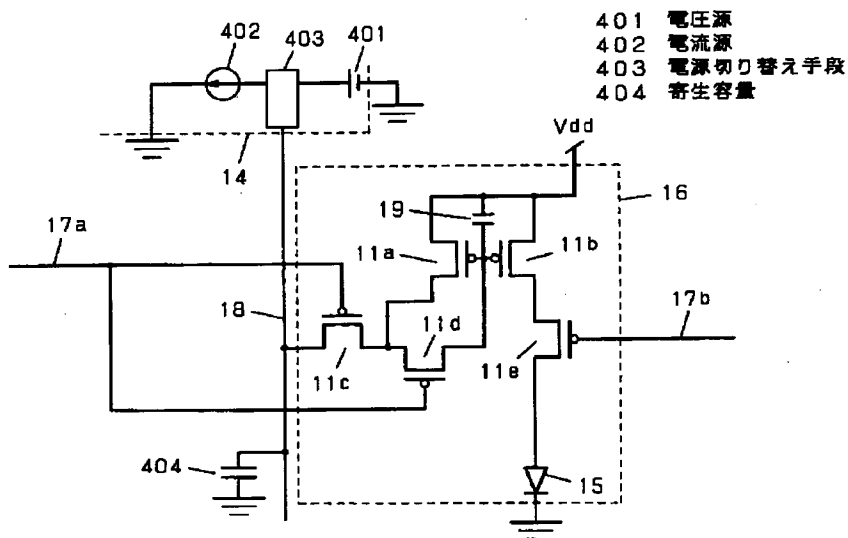 402
403
401
401 電圧源
402 電流源
403 電源切り替え手段
404 寄生容量
Vdd
14
16
17a
19
11a
11b
18
11d
17b
11c
11e
404
15